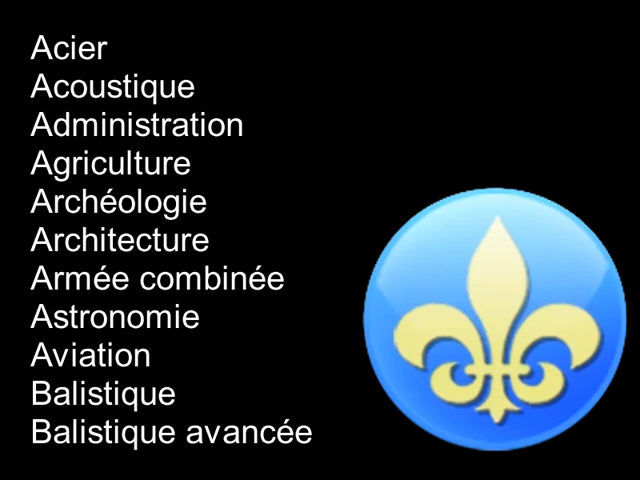 Acier
Acoustique
Administration
Agriculture
Archéologie
Architecture
Armée combinée
Astronomie
Aviation
Balistique
Balistique avancée